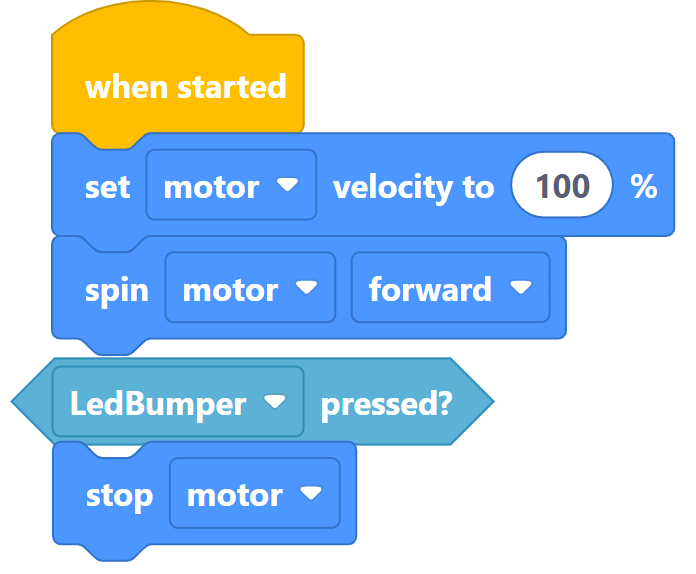 when started
set motor velocity to 100 %
spin motor forward
LedBumper pressed?
stop motor